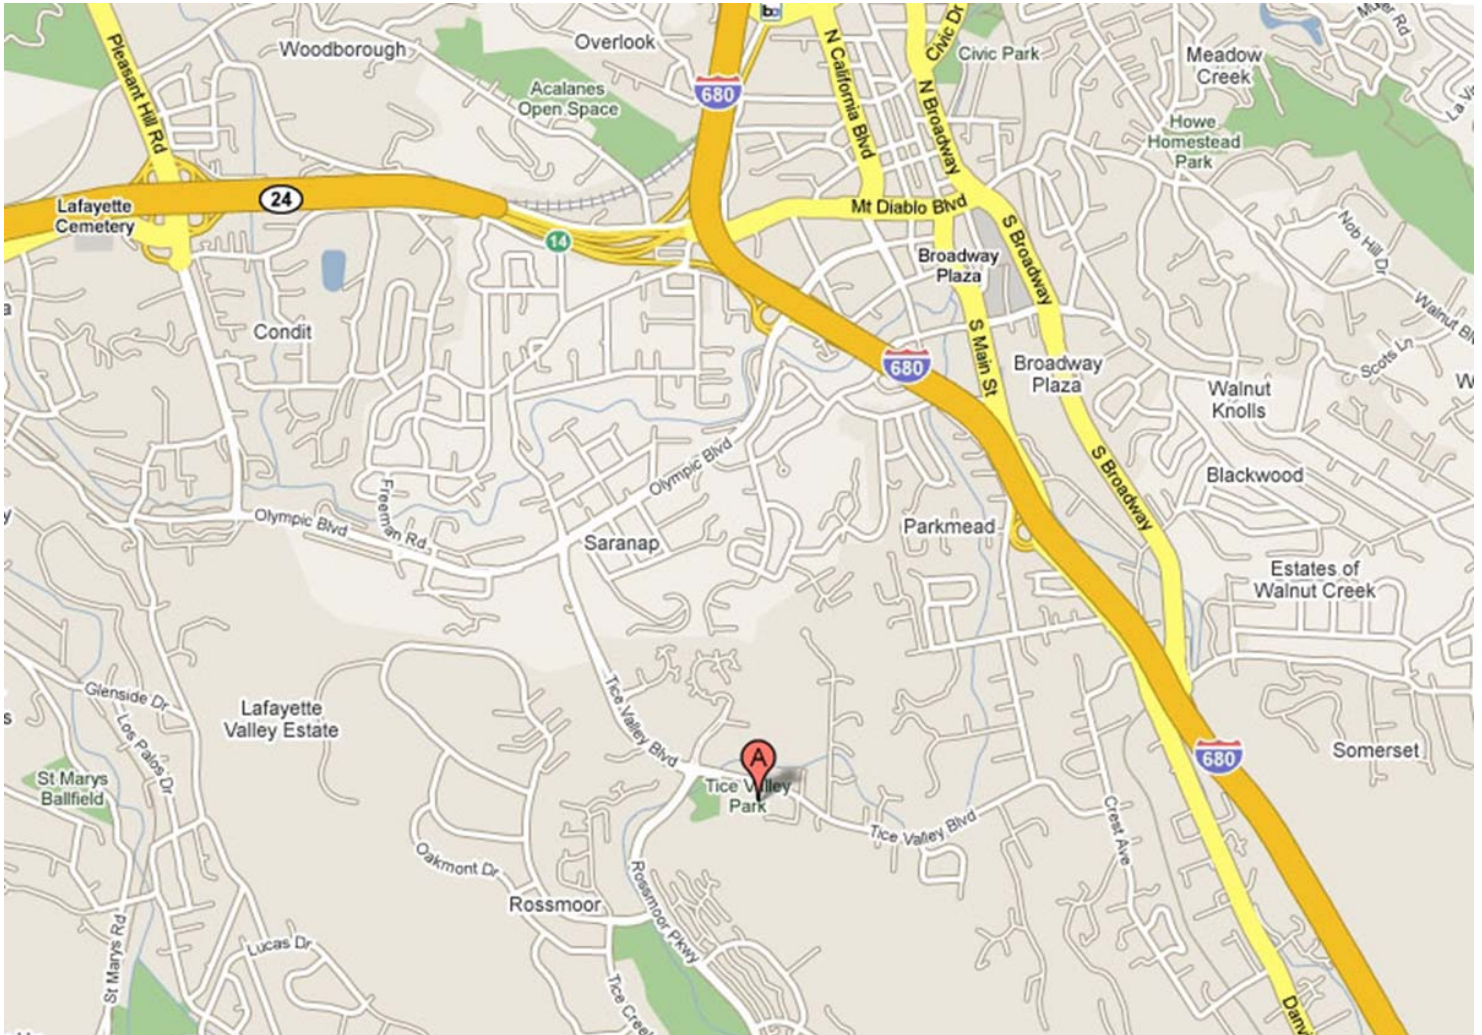 Pleasant Hill Rd
Woodborough
Overlook
N California Blvd
Civic Dr
Civic Park
Meadow
Creek
680
Acalanes
Open Space
N Broadway
Howe
Homestead
Park
24
Lafayette
Cemetery
14
Mt Diablo Blvd
S Broadway
Nob Hill Dr
Broadway
Plaza
Condit
S Main St
680
Broadway
Plaza
Walnut
Knolls
Scots Ln
Walnut
Olympic Blvd
S Broadway
Blackwood
Freeman Rd
Olympic Blvd
Saranap
Parkmead
Estates of
Walnut Creek
Glenside Dr
Los Palos Dr
Lafayette
Valley Estate
Tice Valley Blvd
A
680
Somerset
St Marys
Ballfield
Tice Valley
Park
Tice Valley Blvd
Crest Ave
Oakmont Dr
Rossmoor
Rossmoor Pkwy
Lucas Dr
St Marys Rd
Tice